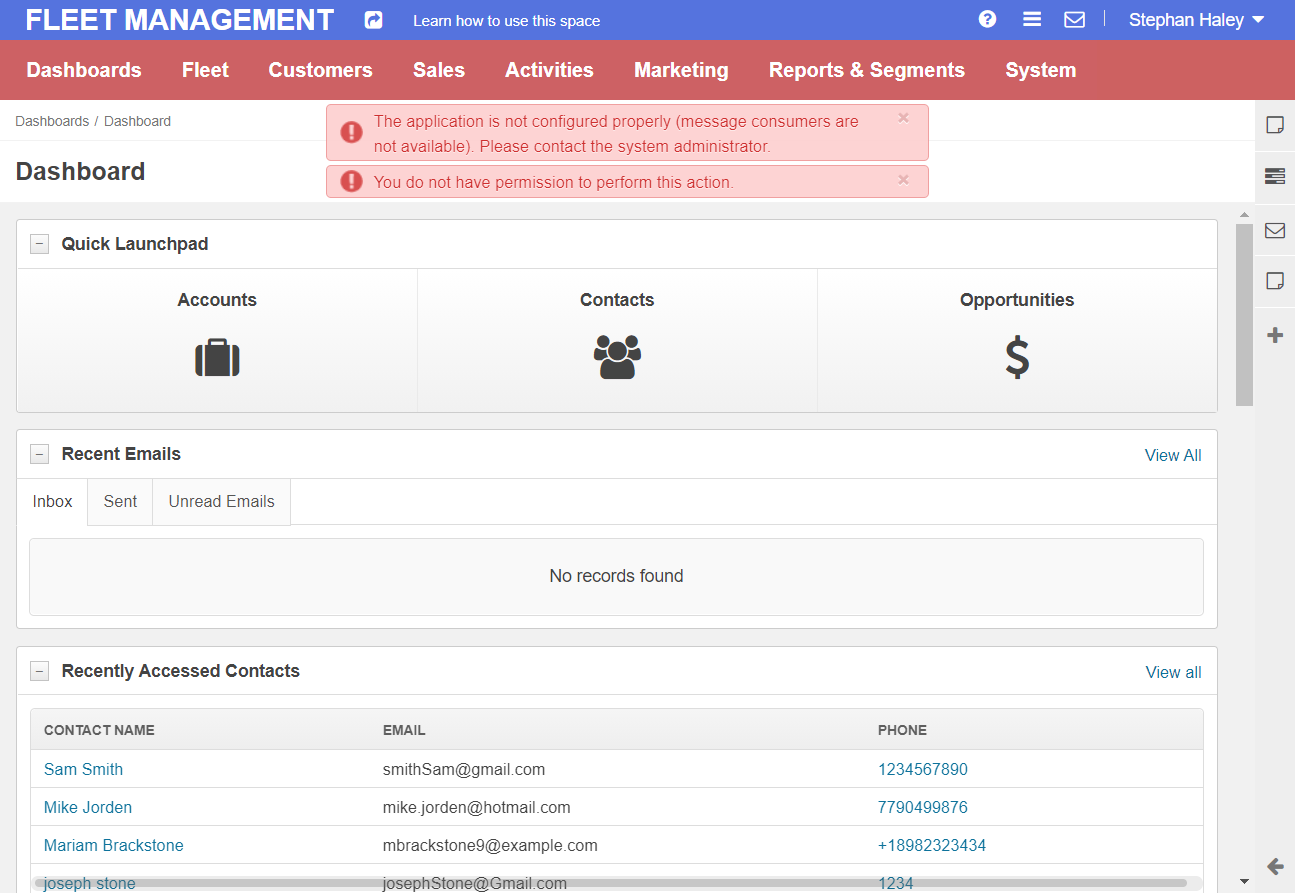 FLEET MANAGEMENT
Learn how to use this space
Stephan Haley
Dashboards
Fleet
Customers
Sales
Activities
Marketing
Reports & Segments
System
Dashboards / Dashboard
The application is not configured properly (message consumers are
not available). Please contact the system administrator.
×
You do not have permission to perform this action.
×
Dashboard
Quick Launchpad
Accounts
Contacts
Opportunities
$
Recent Emails
View All
Inbox
Sent
Unread Emails
No records found
Recently Accessed Contacts
View all
CONTACT NAME
EMAIL
PHONE
Sam Smith
smithSam@gmail.com
1234567890
Mike Jorden
mike.jorden@hotmail.com
7790499876
Mariam Brackstone
mbrackstone9@example.com
+18982323434
joseph stone
josephStone@Gmail.com
1234